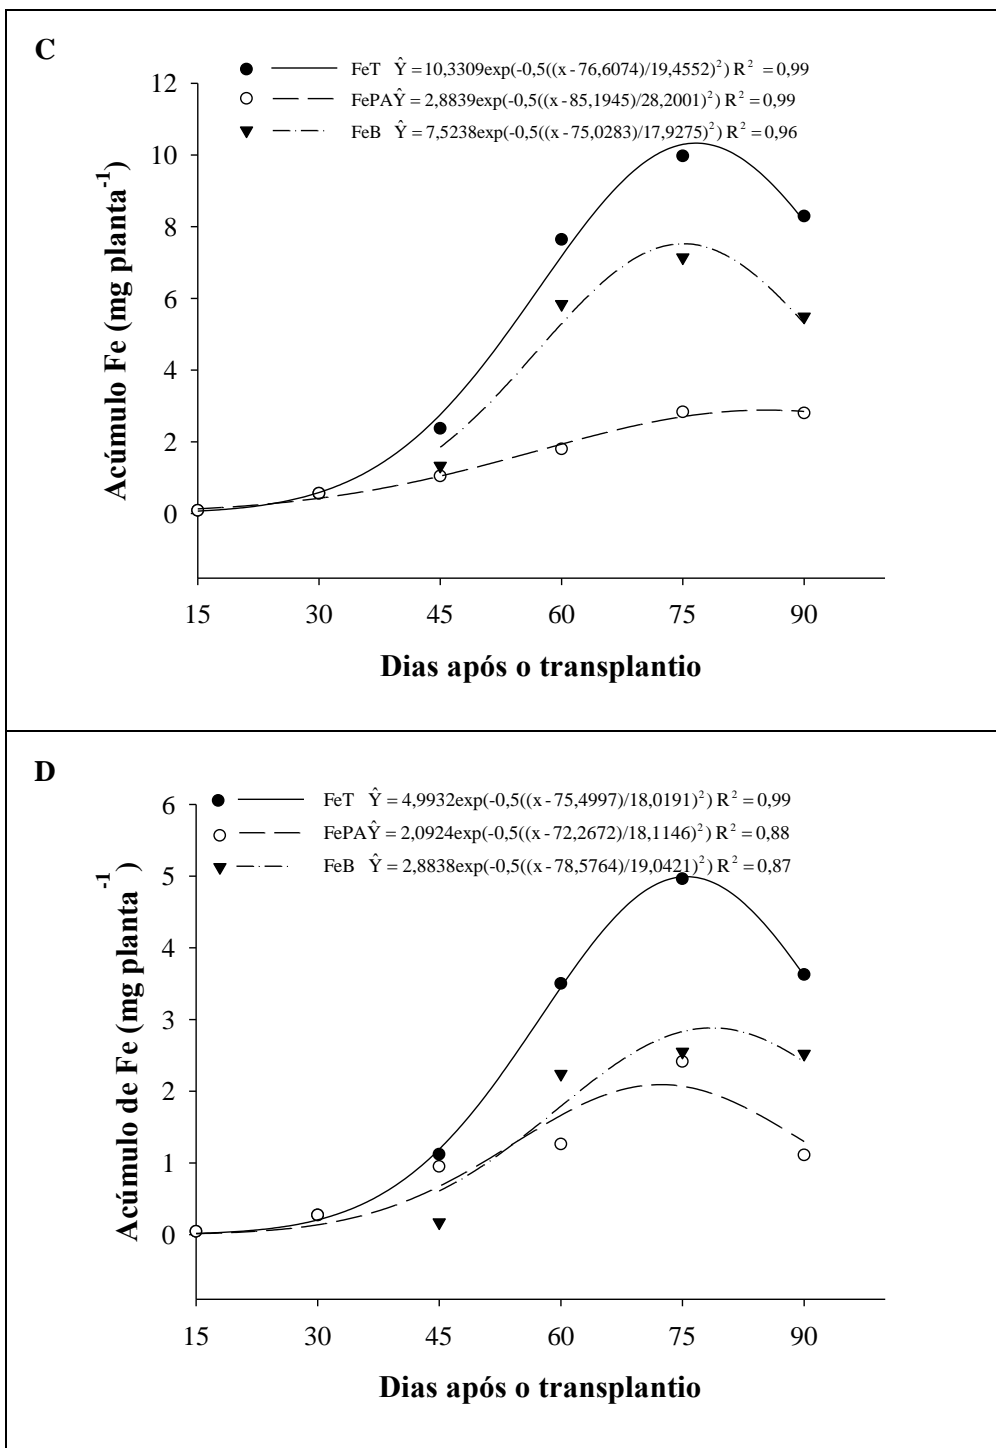 C
FeT Ŷ = 10,3309exp(-0,5((x - 76,6074)/19,4552)²) R² = 0,99
FePA Ŷ = 2,8839exp(-0,5((x - 85,1945)/28,2001)²) R² = 0,99
FeB Ŷ = 7,5238exp(-0,5((x - 75,0283)/17,9275)²) R² = 0,96
12
10
8
6
4
2
0
Acúmulo Fe (mg planta⁻¹)
15 30 45 60 75 90
Dias após o transplantio
D
FeT Ŷ = 4,9932exp(-0,5((x - 75,4997)/18,0191)²) R² = 0,99
FePA Ŷ = 2,0924exp(-0,5((x - 72,2672)/18,1146)²) R² = 0,88
FeB Ŷ = 2,8838exp(-0,5((x - 78,5764)/19,0421)²) R² = 0,87
6
5
4
3
2
1
0
Acúmulo de Fe (mg planta⁻¹)
15 30 45 60 75 90
Dias após o transplantio